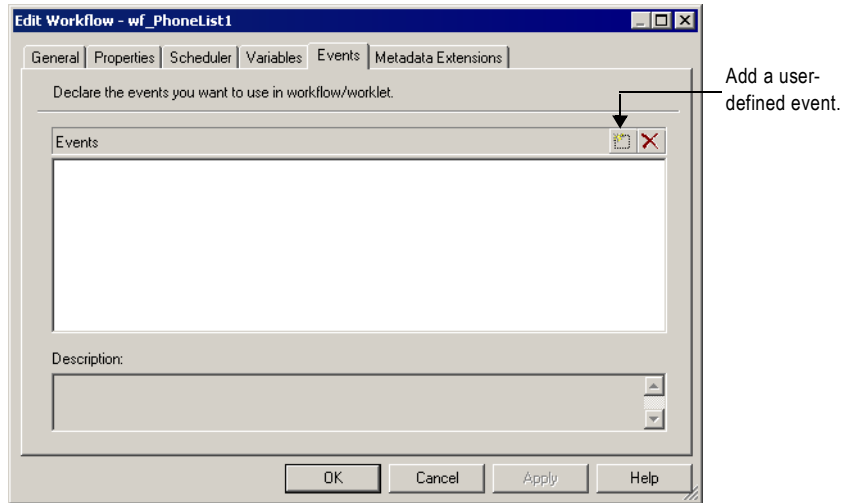 Edit Workflow - wf_PhoneList1
General Properties Scheduler Variables Events Metadata Extensions
Declare the events you want to use in workflow/worklet.
Add a user-
defined event.
Events
Description:
OK Cancel Apply Help